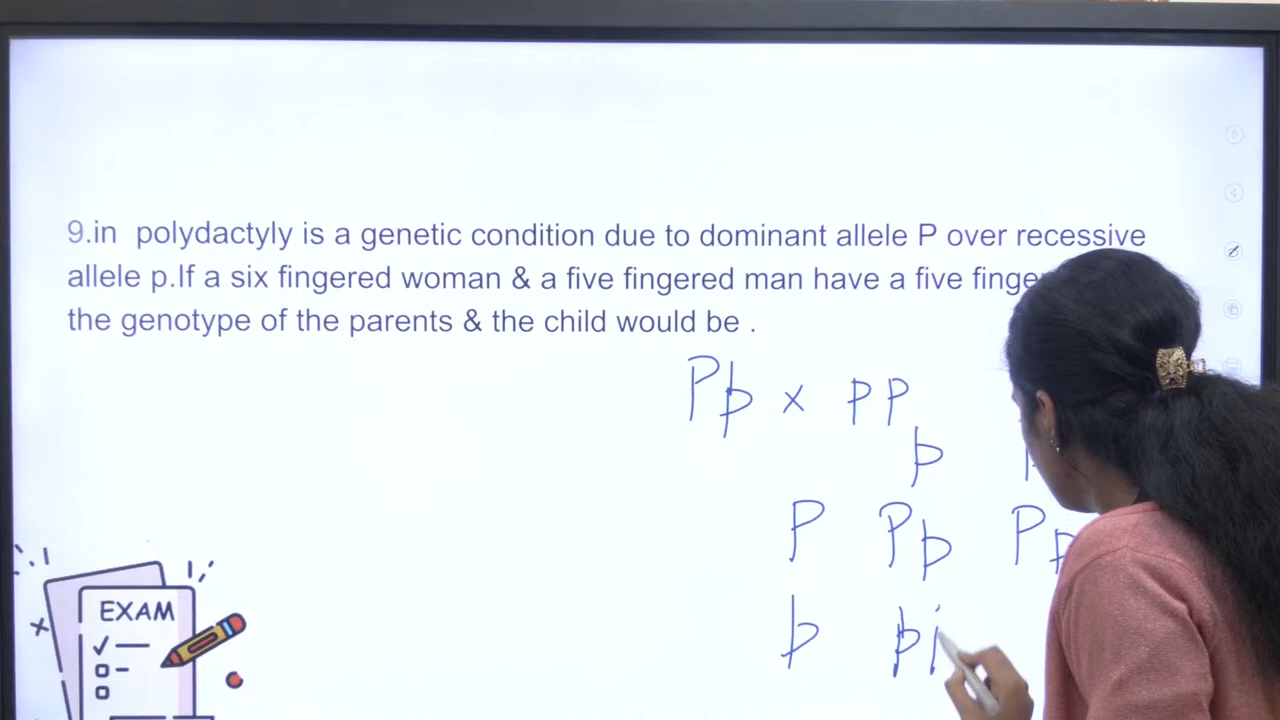 9.in polydactyly is a genetic condition due to dominant allele P over recessive
allele p.If a six fingered woman & a five fingered man have a five
the genotype of the parents & the child would be .
Pp x pp
p
P Pp Pp
p
EXAM